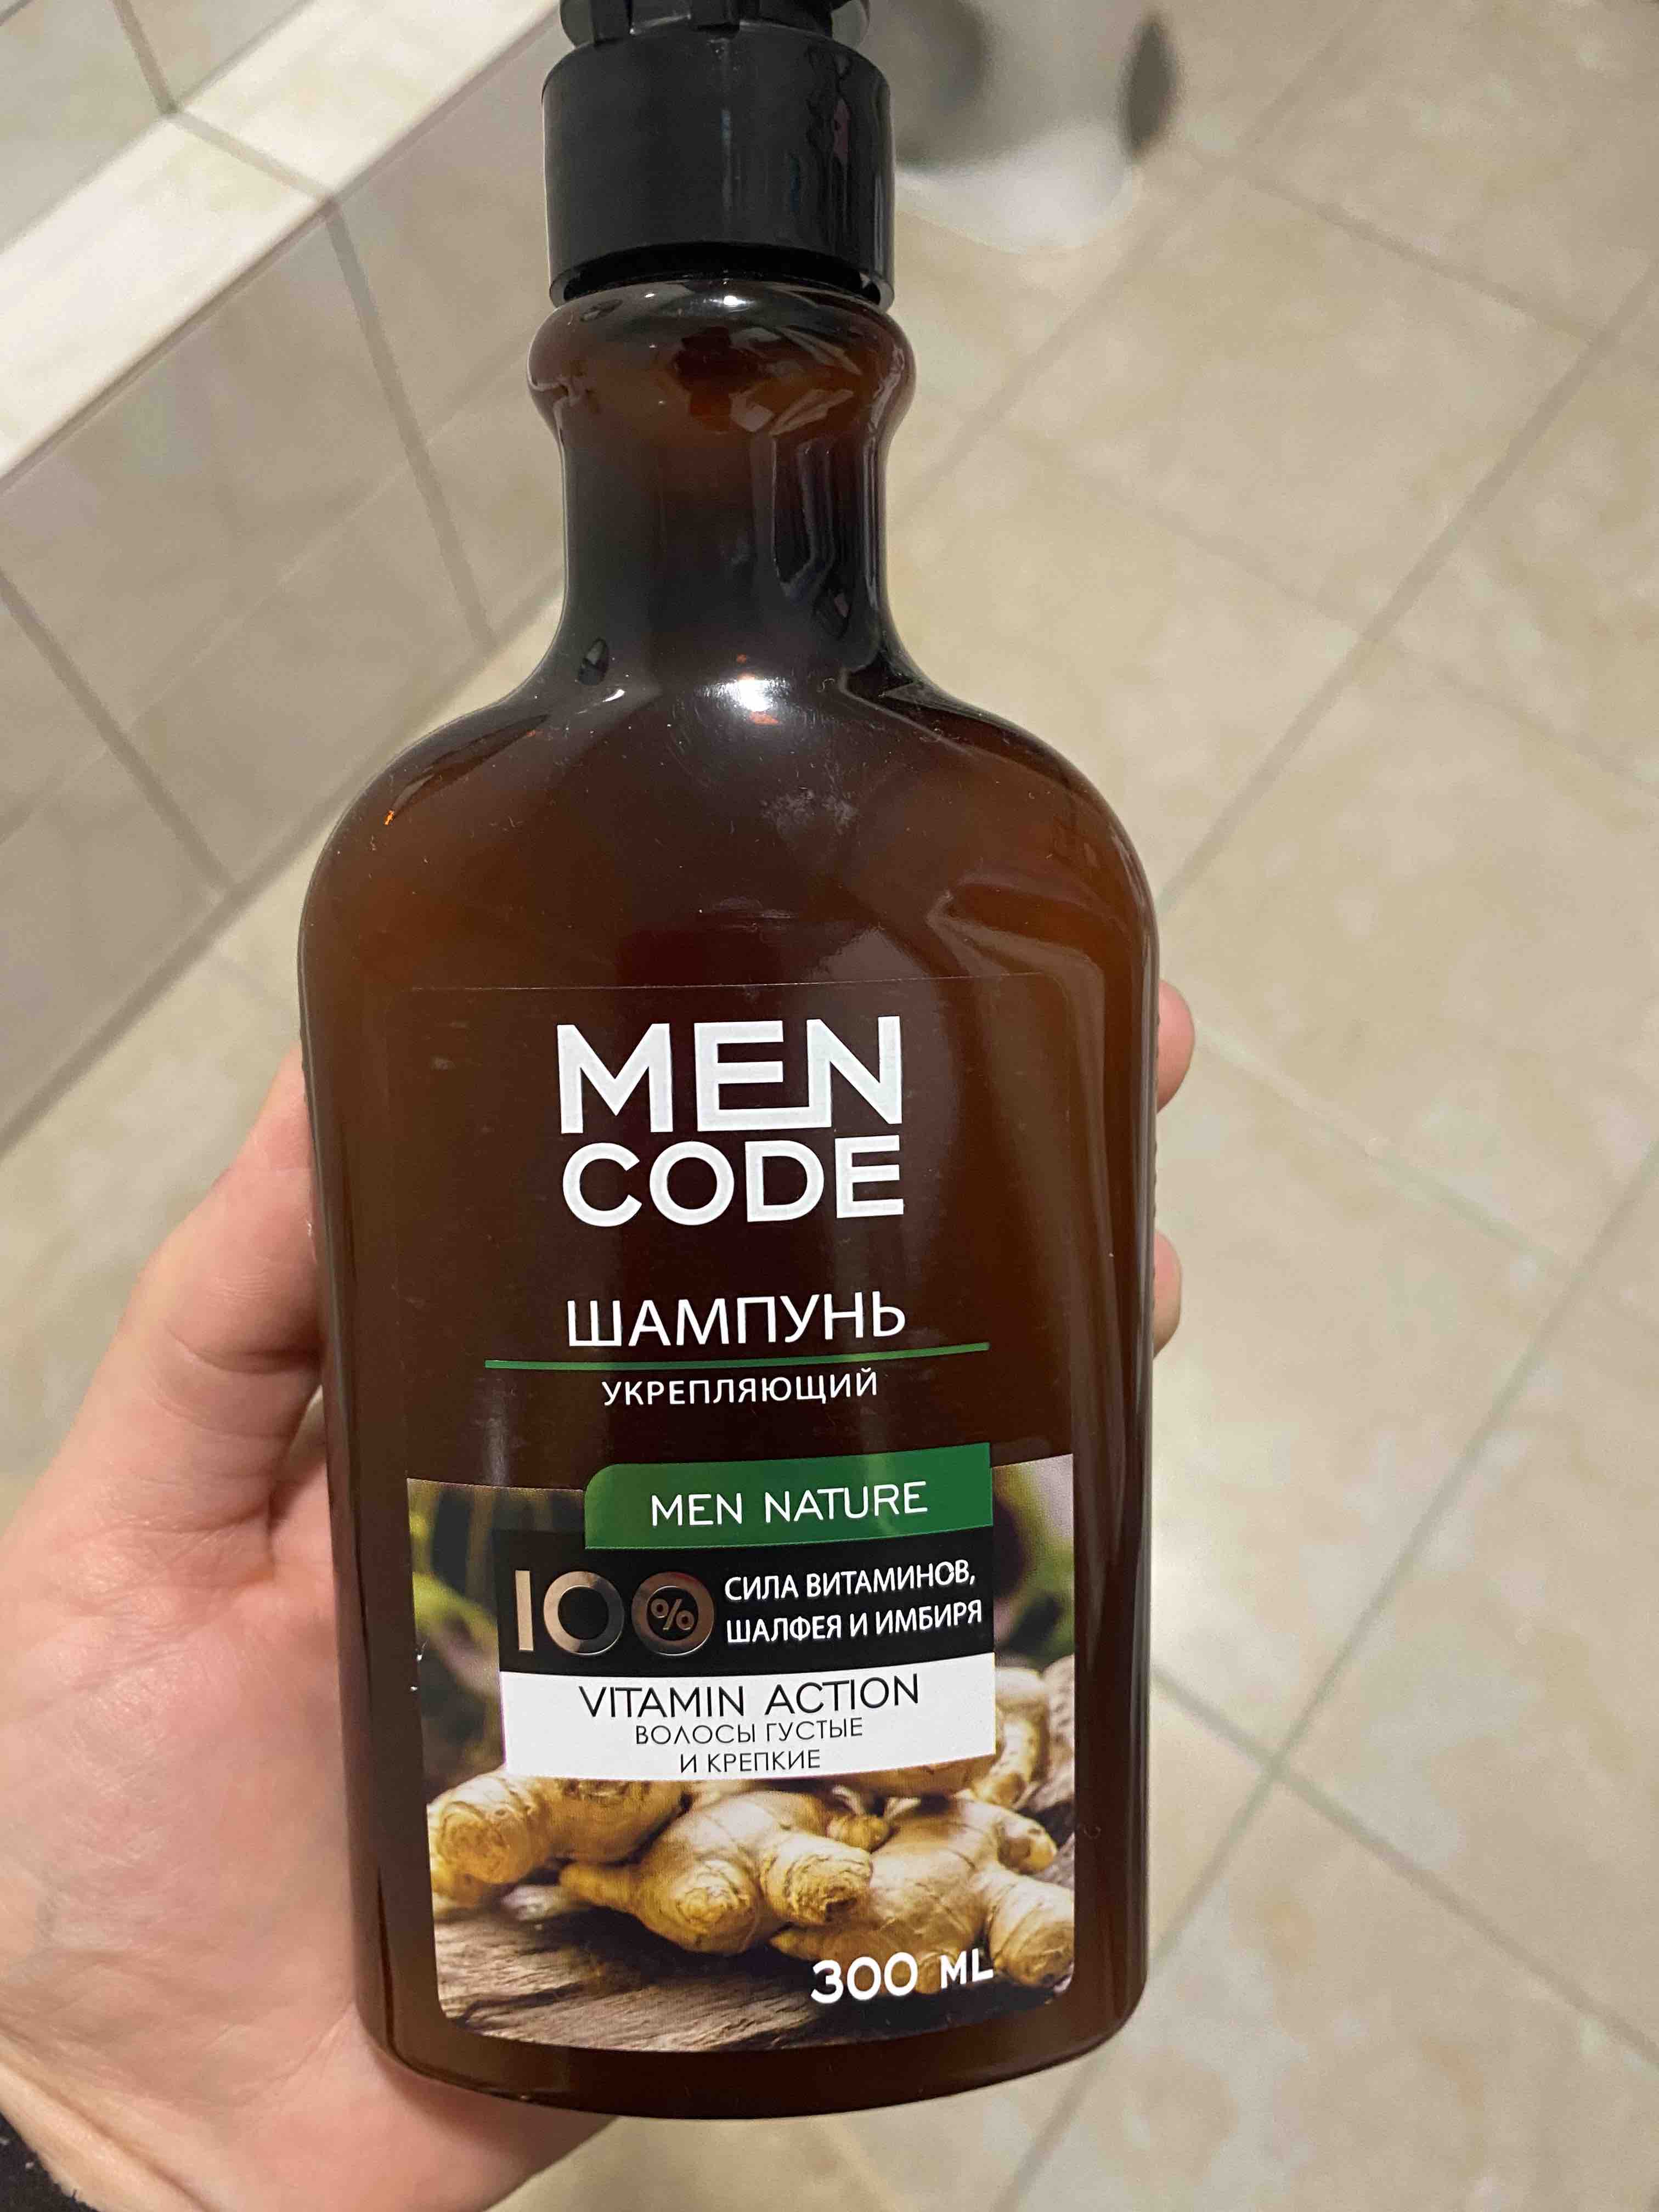 MEN
CODE
ШАМПУНЬ
УКРЕПЛЯЮЩИЙ
MEN NATURE
100%
СИЛА ВИТАМИНОВ,
ШАЛФЕЯ И ИМБИРЯ
VITAMIN ACTION
ВОЛОСЫ ГУСТЫЕ
И КРЕПКИЕ
300 ML